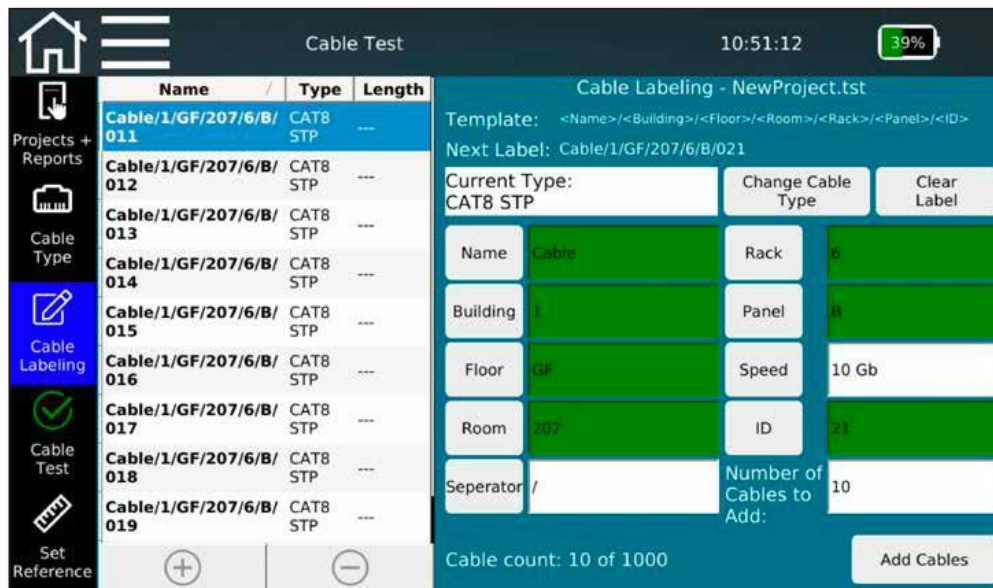 Cable Test
10:51:12
39%
Projects +
Reports
Cable
Type
Cable
Labeling
Cable
Test
Set
Reference
Name / Type Length
Cable/1/GF/207/6/B/ CAT8
011 STP ---
Cable/1/GF/207/6/B/ CAT8
012 STP ---
Cable/1/GF/207/6/B/ CAT8
013 STP ---
Cable/1/GF/207/6/B/ CAT8
014 STP ---
Cable/1/GF/207/6/B/ CAT8
015 STP ---
Cable/1/GF/207/6/B/ CAT8
016 STP ---
Cable/1/GF/207/6/B/ CAT8
017 STP ---
Cable/1/GF/207/6/B/ CAT8
018 STP ---
Cable/1/GF/207/6/B/ CAT8
019 STP ---
Cable Labeling - NewProject.tst
Template: <Name>/<Building>/<Floor>/<Room>/<Rack>/<Panel>/<ID>
Next Label: Cable/1/GF/207/6/B/021
Current Type:
CAT8 STP
Change Cable
Type
Clear
Label
Name Cable Rack 6
Building 1 Panel B
Floor GF Speed 10 Gb
Room 207 ID 21
Seperator / Number of
Cables to
Add: 10
Cable count: 10 of 1000 Add Cables